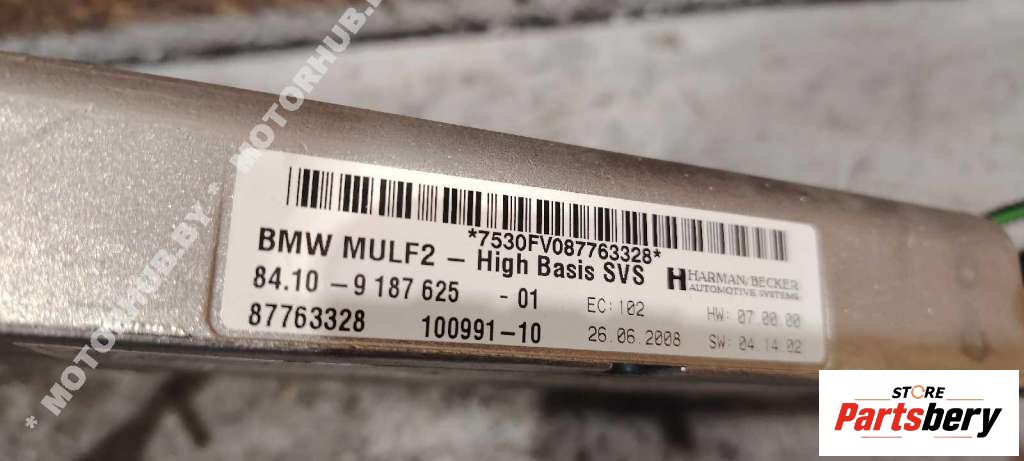 * MOTORHUB.BY * MOTORHUB.BY
*7530FV087763328*
BMW MULF2 - High Basis SVS
HARMAN/BECKER
AUTOMOTIVE SYSTEMS
84.10 - 9 187 625 - 01 EC: 102 HW: 07.00.00
87763328 100991-10 26.06.2008 SW: 04.14.02
STORE
Partsbery